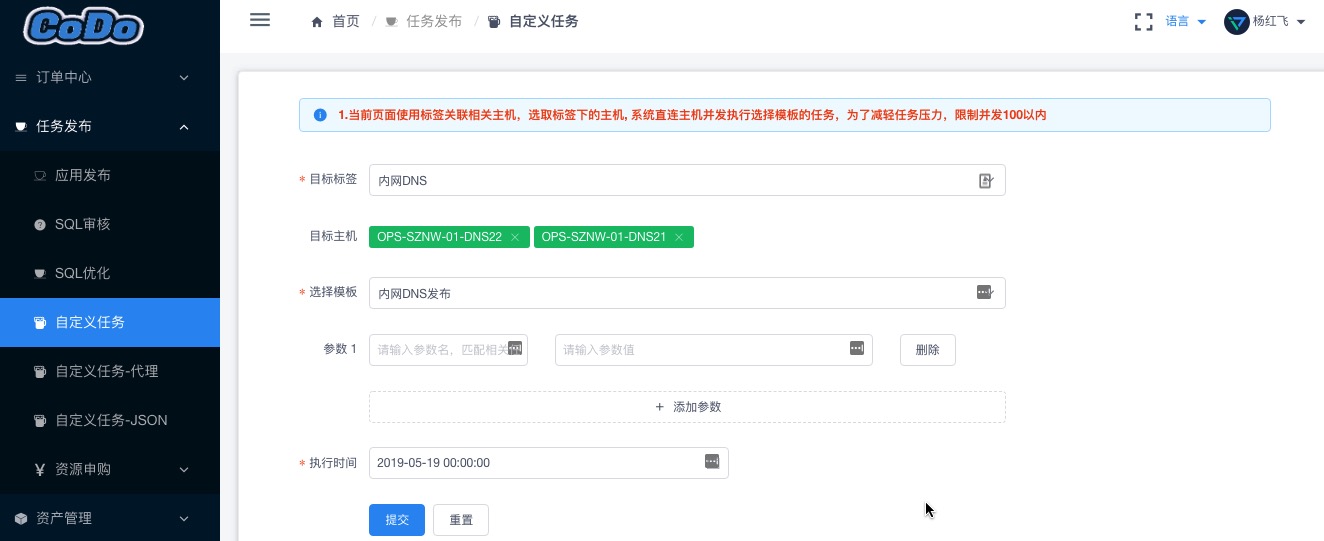 CoDo
订单中心
任务发布
应用发布
SQL审核
SQL优化
自定义任务
自定义任务-代理
自定义任务-JSON
资源申购
资产管理
首页 / 任务发布 / 自定义任务
语言
杨红飞
1.当前页面使用标签关联相关主机，选取标签下的主机, 系统直连主机并发执行选择模板的任务，为了减轻任务压力，限制并发100以内
* 目标标签 内网DNS
目标主机 OPS-SZNW-01-DNS22 × OPS-SZNW-01-DNS21 ×
* 选择模板 内网DNS发布
参数 1 请输入参数名，匹配相关 请输入参数值 删除
+ 添加参数
* 执行时间 2019-05-19 00:00:00
提交 重置